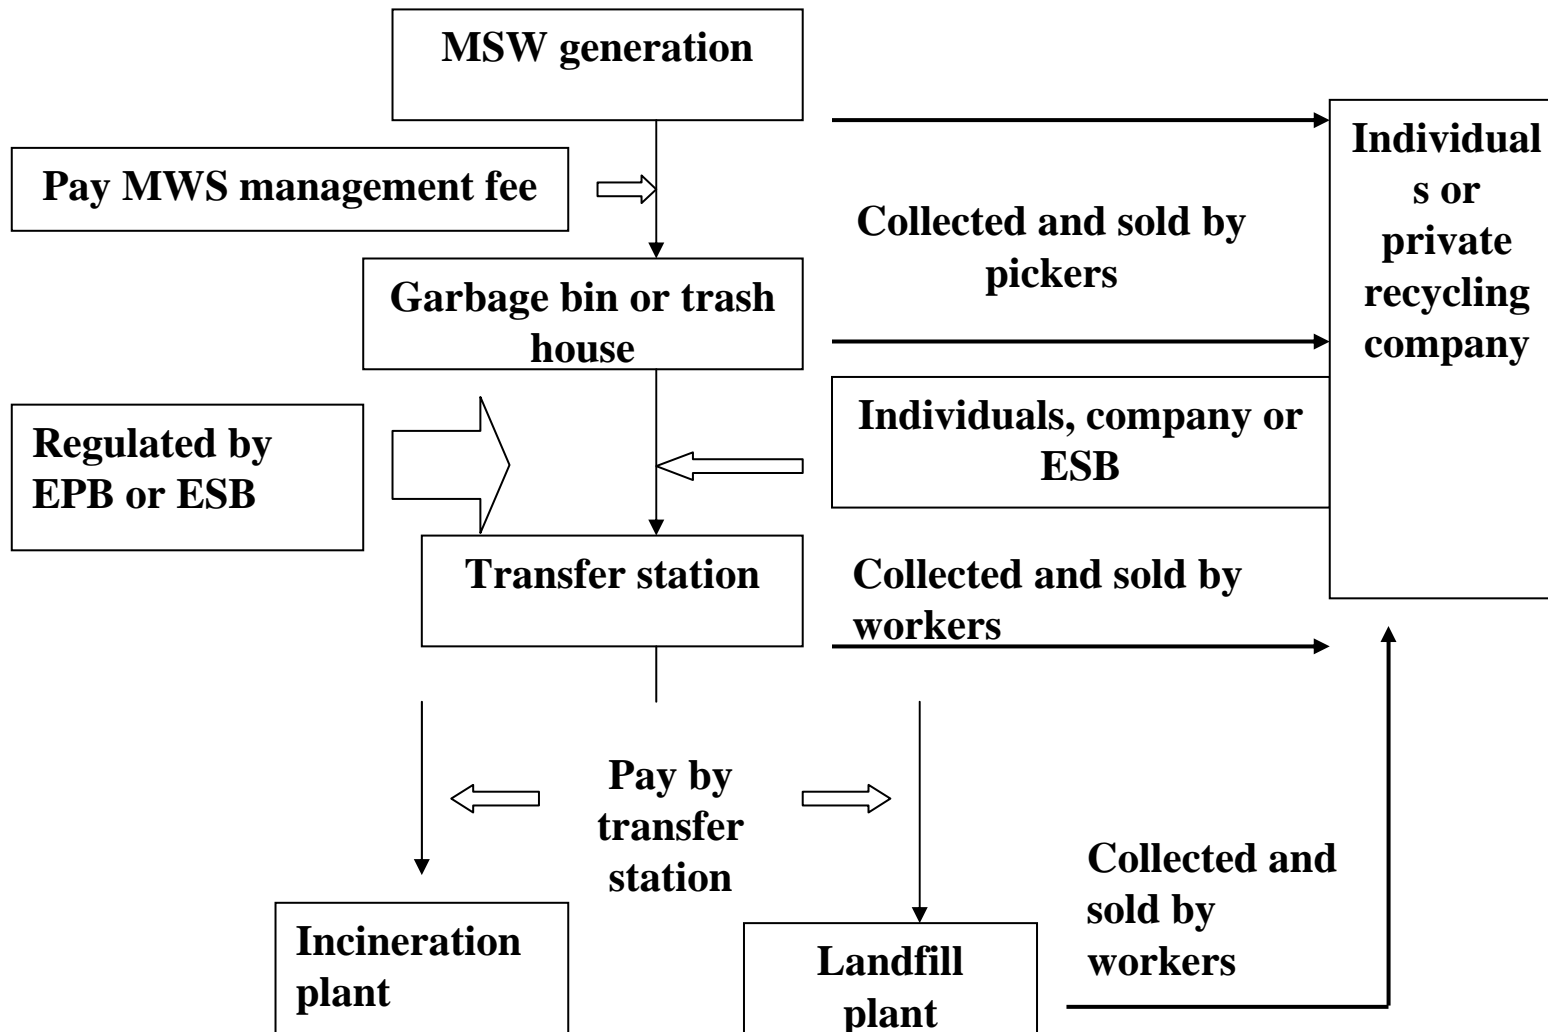 MSW generation
Pay MWS management fee
Individual
s or
private
recycling
company
Collected and sold by
pickers
Garbage bin or trash
house
Regulated by
EPB or ESB
Individuals, company or
ESB
Transfer station
Collected and sold by
workers
Pay by
transfer
station
Collected and
sold by
workers
Incineration
plant
Landfill
plant